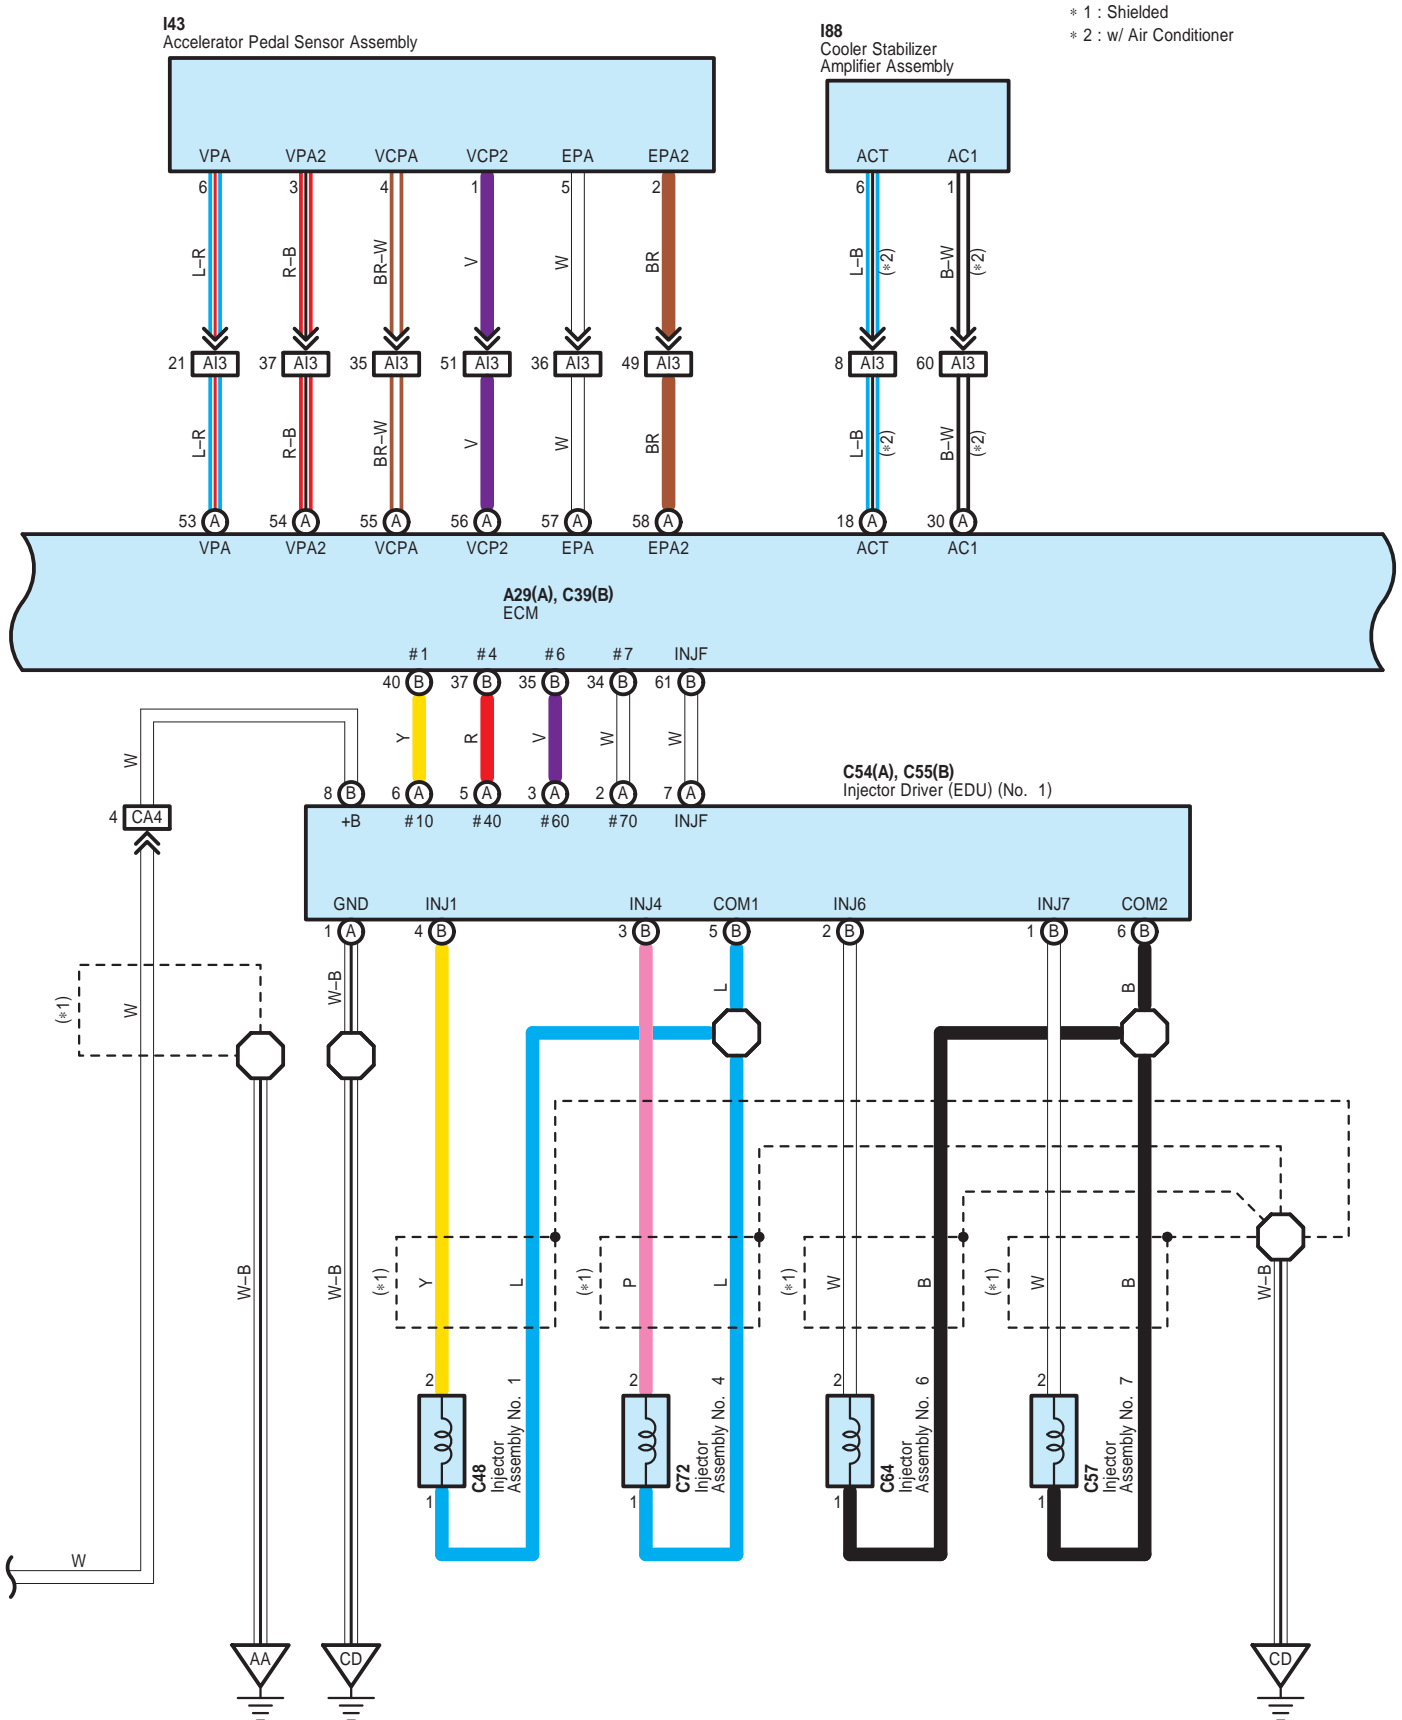 * 1 : Shielded
* 2 : w/ Air Conditioner
I43
Accelerator Pedal Sensor Assembly
I88
Cooler Stabilizer
Amplifier Assembly
VPA VPA2 VCPA VCP2 EPA EPA2 ACT AC1
6 3 4 1 5 2 6 1
L–R R–B BR–W V W BR L–B (*2) B–W (*2)
21 AI3 37 AI3 35 AI3 51 AI3 36 AI3 49 AI3 8 AI3 60 AI3
L–R R–B BR–W V W BR L–B (*2) B–W (*2)
53 A 54 A 55 A 56 A 57 A 58 A 18 A 30 A
VPA VPA2 VCPA VCP2 EPA EPA2 ACT AC1
A29(A), C39(B)
ECM
#1 #4 #6 #7 INJF
40 B 37 B 35 B 34 B 61 B
W Y R V W W
C54(A), C55(B)
Injector Driver (EDU) (No. 1)
8 B 6 A 5 A 3 A 2 A 7 A
4 CA4
+B #10 #40 #60 #70 INJF
GND INJ1 INJ4 COM1 INJ6 INJ7 COM2
1 A 4 B 3 B 5 B 2 B 1 B 6 B
(*1) W W–B L B
W–B W–B (*1) Y L (*1) P L (*1) W B (*1) W B W–B
2 2 2 2
C48
Injector
Assembly No. 1
C72
Injector
Assembly No. 4
C64
Injector
Assembly No. 6
C57
Injector
Assembly No. 7
1 1 1 1
W
AA CD CD